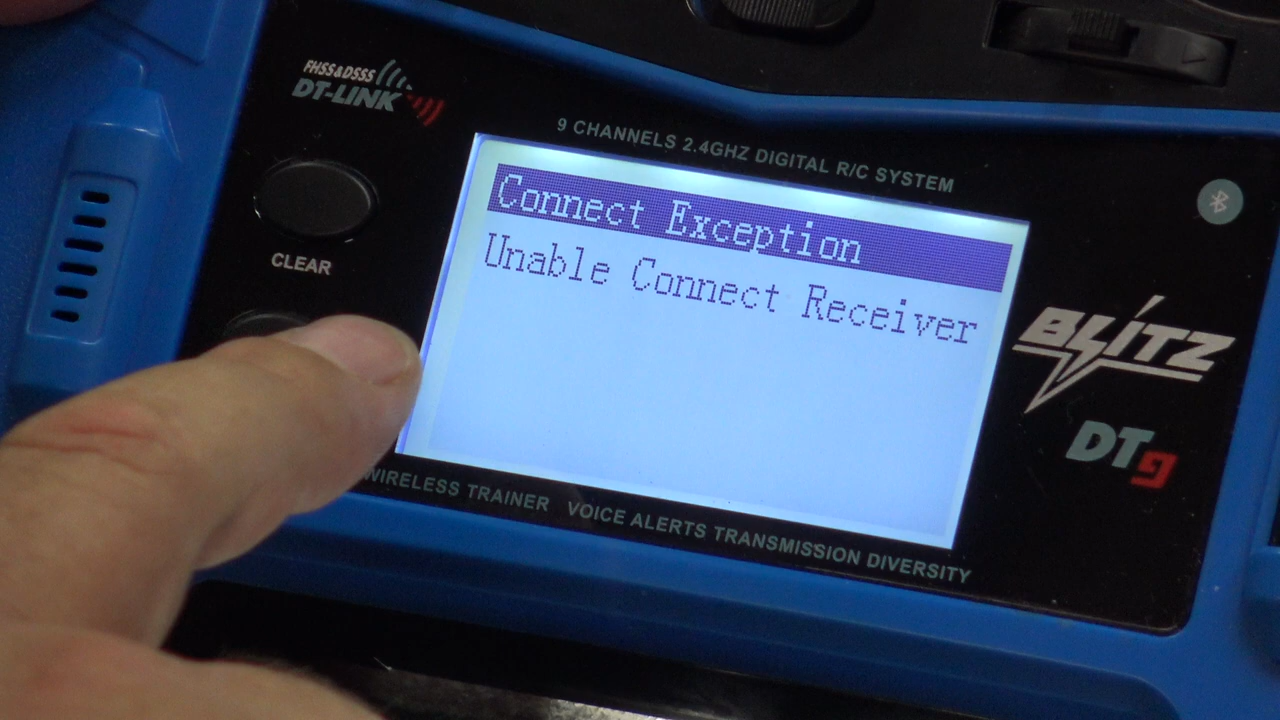 FHSS&DSSS
DT-LINK
9 CHANNELS 2.4GHZ DIGITAL R/C SYSTEM
Connect Exception
Unable Connect Receiver
CLEAR
BLITZ
DT9
WIRELESS TRAINER VOICE ALERTS TRANSMISSION DIVERSITY